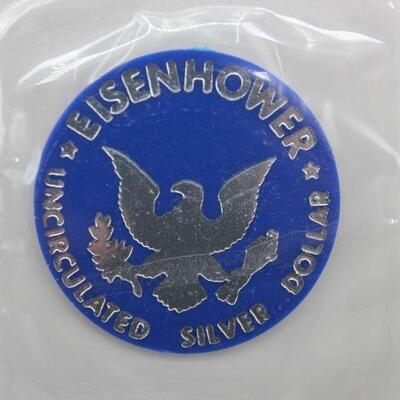 ★ EISENHOWER ★
UNCIRCULATED SILVER DOLLAR